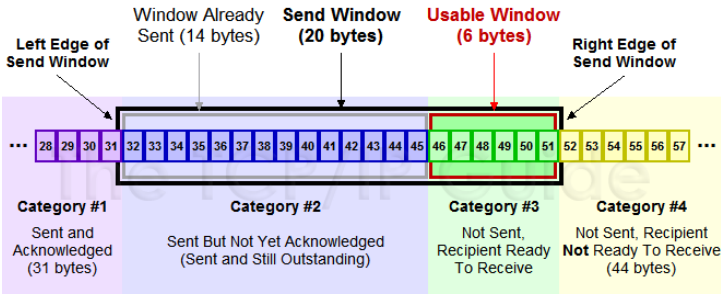 Window Already
Sent (14 bytes)
Send Window
(20 bytes)
Usable Window
(6 bytes)
Left Edge of
Send Window
Right Edge of
Send Window
... 28 29 30 31 32 33 34 35 36 37 38 39 40 41 42 43 44 45 46 47 48 49 50 51 52 53 54 55 56 57 ...
The TCP/IP Guide
Category #1
Sent and
Acknowledged
(31 bytes)
Category #2
Sent But Not Yet Acknowledged
(Sent and Still Outstanding)
Category #3
Not Sent,
Recipient Ready
To Receive
Category #4
Not Sent, Recipient
Not Ready To Receive
(44 bytes)